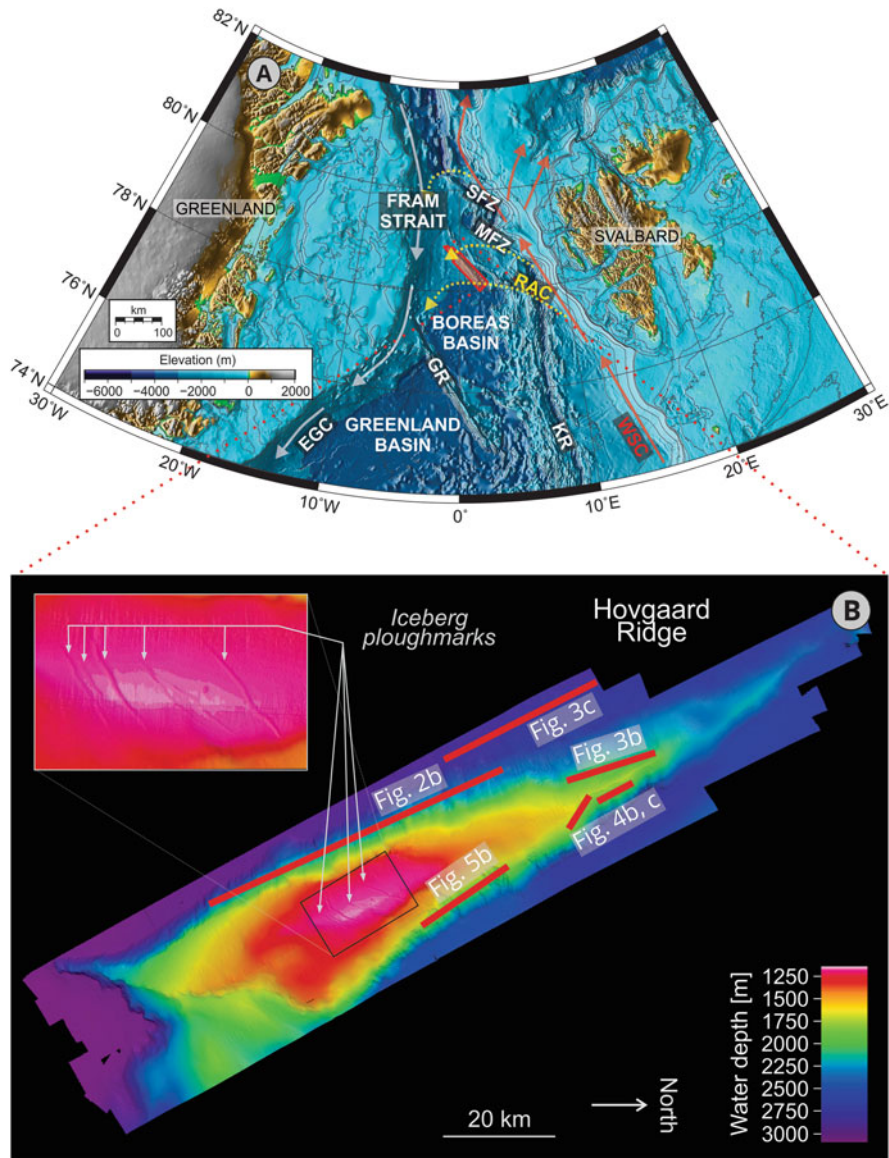 82°N
A
80°N
78°N
76°N
74°N
30°W
20°W
10°W
0°
10°E
20°E
30°E
GREENLAND
FRAM
STRAIT
SFZ
MFZ
SVALBARD
RAC
km
0 100
BOREAS
BASIN
Elevation (m)
−6000 −4000 −2000 0 2000
GR
GREENLAND
BASIN
EGC
KR
WSC
B
Iceberg
ploughmarks
Hovgaard
Ridge
Fig. 3c
Fig. 3b
Fig. 2b
Fig. 4b, c
Fig. 5b
Water depth [m]
1250
1500
1750
2000
2250
2500
2750
3000
20 km
North